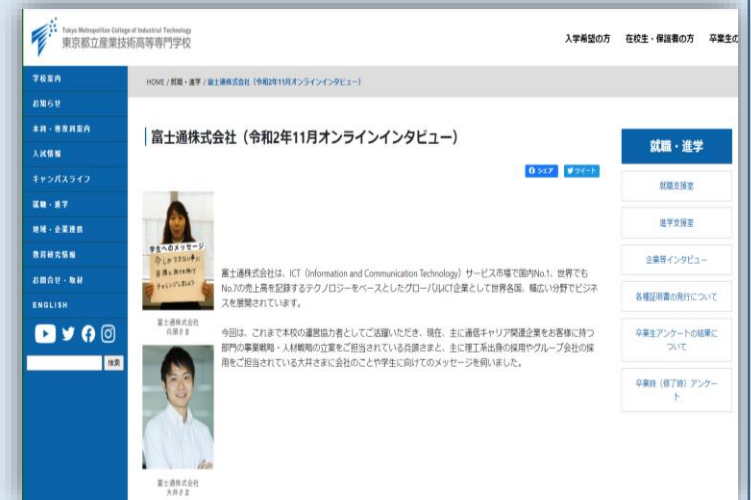 Tokyo Metropolitan College of Industrial Technology
東京都立産業技術高等専門学校
入学希望の方 在校生・保護者の方 卒業生の
学校案内
お知らせ
本科・専攻科案内
入試情報
キャンパスライフ
就職・進学
地域・企業連携
教育研究情報
お問合せ・取材
ENGLISH
検索
HOME / 就職・進学 / 富士通株式会社（令和2年11月オンラインインタビュー）
富士通株式会社（令和2年11月オンラインインタビュー）
シェア ツイート
学生へのメッセージ
今しかできない事に
目標と向けて
チャレンジしましょう
富士通株式会社
兵頭さま
富士通株式会社は、ICT（Information and Communication Technology）サービス市場で国内No.1、世界でも
No.7の売上高を記録するテクノロジーをベースとしたグローバルICT企業として世界各国、幅広い分野でビジネ
スを展開されています。
今回は、これまで本校の運営協力者としてご活躍いただき、現在、主に通信キャリア関連企業をお客様に持つ
部門の事業戦略・人材戦略の立案をご担当されている兵頭さまと、主に理工系出身の採用やグループ会社の採
用をご担当されている大井さまに会社のことや学生に向けてのメッセージを伺いました。
富士通株式会社
大井さま
就職・進学
就職支援室
進学支援室
企業等インタビュー
各種証明書の発行について
卒業生アンケートの結果に
ついて
卒業時（修了時）アンケー
ト